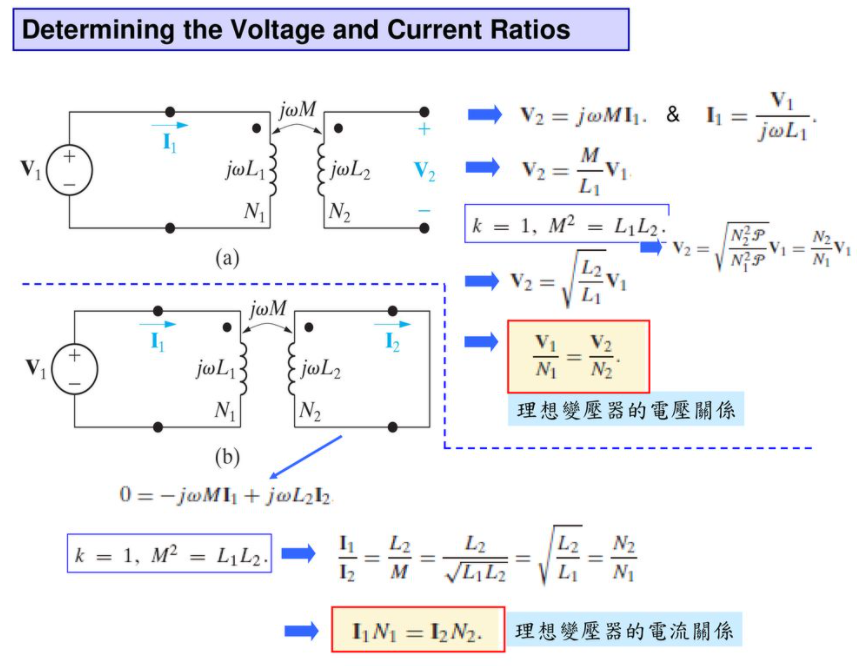 Determining the Voltage and Current Ratios
jωM
V₂ = jωMI₁. & I₁ = V₁/jωL₁.
I₁
V₁ + − jωL₁ jωL₂ + V₂ −
V₂ = M/L₁ V₁.
N₁ N₂
k = 1, M² = L₁L₂.
V₂ = √(N₂²𝒫/N₁²𝒫) V₁ = N₂/N₁ V₁
(a)
V₂ = √(L₂/L₁) V₁
V₁/N₁ = V₂/N₂.
理想變壓器的電壓關係
jωM
I₁ I₂
V₁ + − jωL₁ jωL₂
N₁ N₂
(b)
0 = −jωMI₁ + jωL₂I₂
k = 1, M² = L₁L₂.
I₁/I₂ = L₂/M = L₂/√(L₁L₂) = √(L₂/L₁) = N₂/N₁
I₁N₁ = I₂N₂.
理想變壓器的電流關係